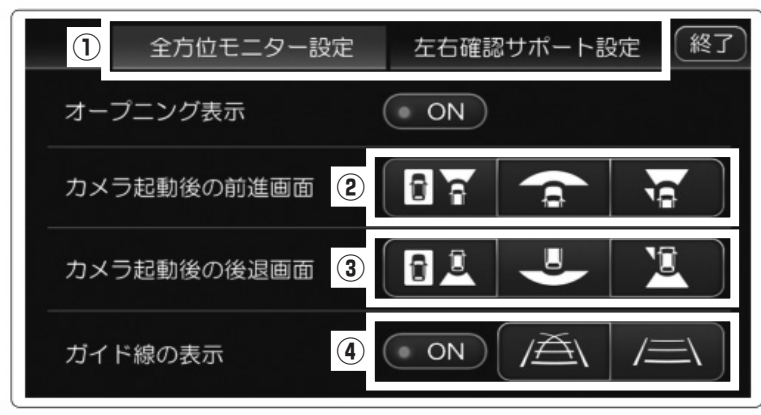 ① 全方位モニター設定 左右確認サポート設定 終了
オープニング表示 ON
カメラ起動後の前進画面 ②
カメラ起動後の後退画面 ③
ガイド線の表示 ④ ON